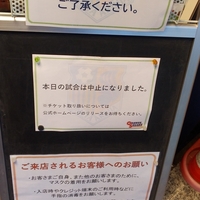 ご了承ください。
本日の試合は中止になりました。
※チケット取り扱いについては
公式ホームページのリリースをお待ちください。
ご来店されるお客様へのお願い
・お客さまご自身、また他のお客さまのために、
マスクの着用をお願いします。
・入店時やクレジット端末のご利用時などに
手指の消毒をお願いします。